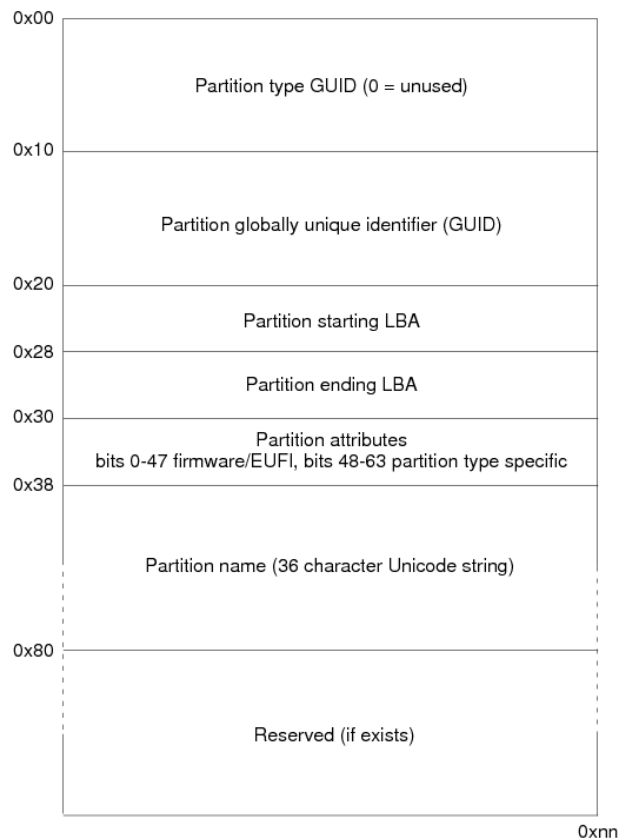 0x00
Partition type GUID (0 = unused)
0x10
Partition globally unique identifier (GUID)
0x20
Partition starting LBA
0x28
Partition ending LBA
0x30
Partition attributes
bits 0-47 firmware/EUFI, bits 48-63 partition type specific
0x38
Partition name (36 character Unicode string)
0x80
Reserved (if exists)
0xnn